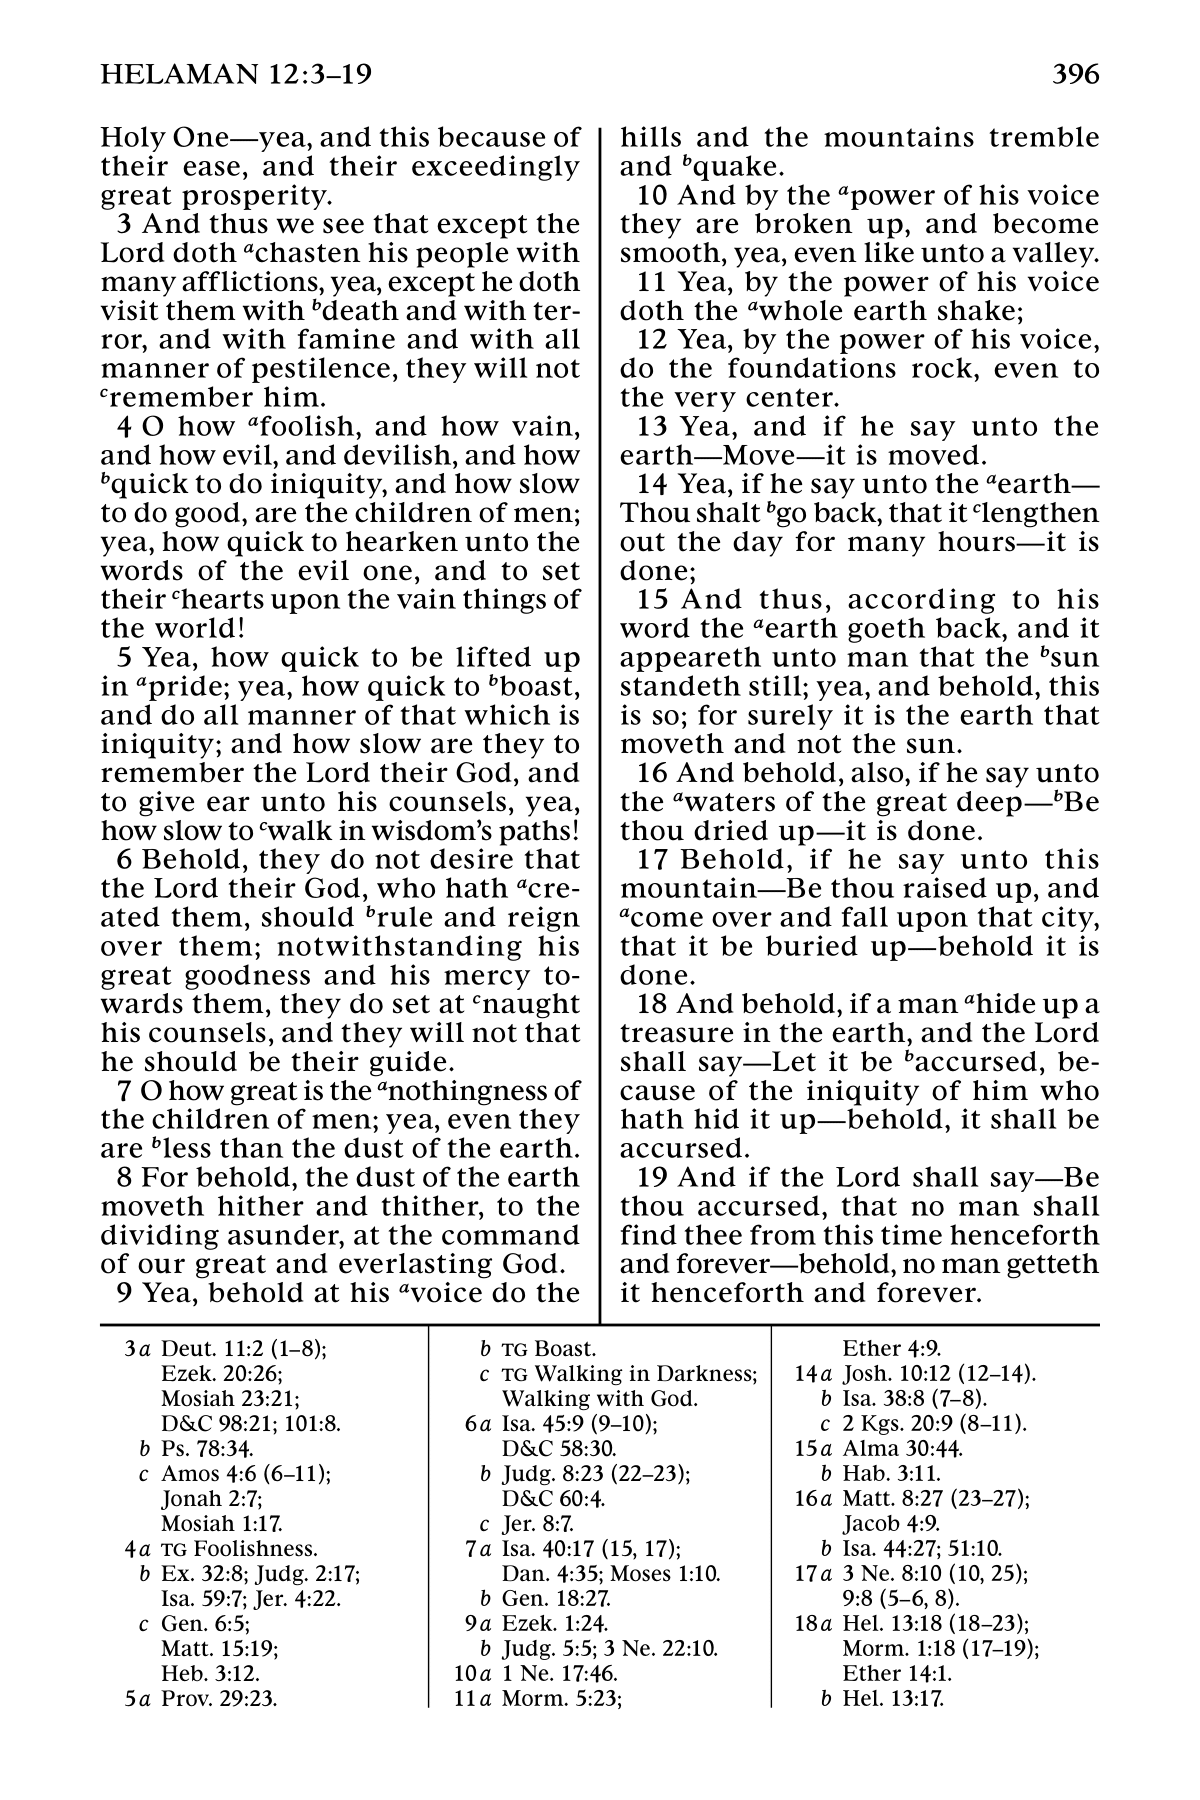 HELAMAN 12:3–19
396
Holy One—yea, and this because of
their ease, and their exceedingly
great prosperity.
3 And thus we see that except the
Lord doth achasten his people with
many afflictions, yea, except he doth
visit them with bdeath and with ter-
ror, and with famine and with all
manner of pestilence, they will not
cremember him.
4 O how afoolish, and how vain,
and how evil, and devilish, and how
bquick to do iniquity, and how slow
to do good, are the children of men;
yea, how quick to hearken unto the
words of the evil one, and to set
their chearts upon the vain things of
the world!
5 Yea, how quick to be lifted up
in apride; yea, how quick to bboast,
and do all manner of that which is
iniquity; and how slow are they to
remember the Lord their God, and
to give ear unto his counsels, yea,
how slow to cwalk in wisdom’s paths!
6 Behold, they do not desire that
the Lord their God, who hath acre-
ated them, should brule and reign
over them; notwithstanding his
great goodness and his mercy to-
wards them, they do set at cnaught
his counsels, and they will not that
he should be their guide.
7 O how great is the anothingness of
the children of men; yea, even they
are bless than the dust of the earth.
8 For behold, the dust of the earth
moveth hither and thither, to the
dividing asunder, at the command
of our great and everlasting God.
9 Yea, behold at his avoice do the
hills and the mountains tremble
and bquake.
10 And by the apower of his voice
they are broken up, and become
smooth, yea, even like unto a valley.
11 Yea, by the power of his voice
doth the awhole earth shake;
12 Yea, by the power of his voice,
do the foundations rock, even to
the very center.
13 Yea, and if he say unto the
earth—Move—it is moved.
14 Yea, if he say unto the aearth—
Thou shalt bgo back, that it clengthen
out the day for many hours—it is
done;
15 And thus, according to his
word the aearth goeth back, and it
appeareth unto man that the bsun
standeth still; yea, and behold, this
is so; for surely it is the earth that
moveth and not the sun.
16 And behold, also, if he say unto
the awaters of the great deep—bBe
thou dried up—it is done.
17 Behold, if he say unto this
mountain—Be thou raised up, and
acome over and fall upon that city,
that it be buried up—behold it is
done.
18 And behold, if a man ahide up a
treasure in the earth, and the Lord
shall say—Let it be baccursed, be-
cause of the iniquity of him who
hath hid it up—behold, it shall be
accursed.
19 And if the Lord shall say—Be
thou accursed, that no man shall
find thee from this time henceforth
and forever—behold, no man getteth
it henceforth and forever.
3a Deut. 11:2 (1–8);
Ezek. 20:26;
Mosiah 23:21;
D&C 98:21; 101:8.
b Ps. 78:34.
c Amos 4:6 (6–11);
Jonah 2:7;
Mosiah 1:17.
4a TG Foolishness.
b Ex. 32:8; Judg. 2:17;
Isa. 59:7; Jer. 4:22.
c Gen. 6:5;
Matt. 15:19;
Heb. 3:12.
5a Prov. 29:23.
b TG Boast.
c TG Walking in Darkness;
Walking with God.
6a Isa. 45:9 (9–10);
D&C 58:30.
b Judg. 8:23 (22–23);
D&C 60:4.
c Jer. 8:7.
7a Isa. 40:17 (15, 17);
Dan. 4:35; Moses 1:10.
b Gen. 18:27.
9a Ezek. 1:24.
b Judg. 5:5; 3 Ne. 22:10.
10a 1 Ne. 17:46.
11a Morm. 5:23;
Ether 4:9.
14a Josh. 10:12 (12–14).
b Isa. 38:8 (7–8).
c 2 Kgs. 20:9 (8–11).
15a Alma 30:44.
b Hab. 3:11.
16a Matt. 8:27 (23–27);
Jacob 4:9.
b Isa. 44:27; 51:10.
17a 3 Ne. 8:10 (10, 25);
9:8 (5–6, 8).
18a Hel. 13:18 (18–23);
Morm. 1:18 (17–19);
Ether 14:1.
b Hel. 13:17.